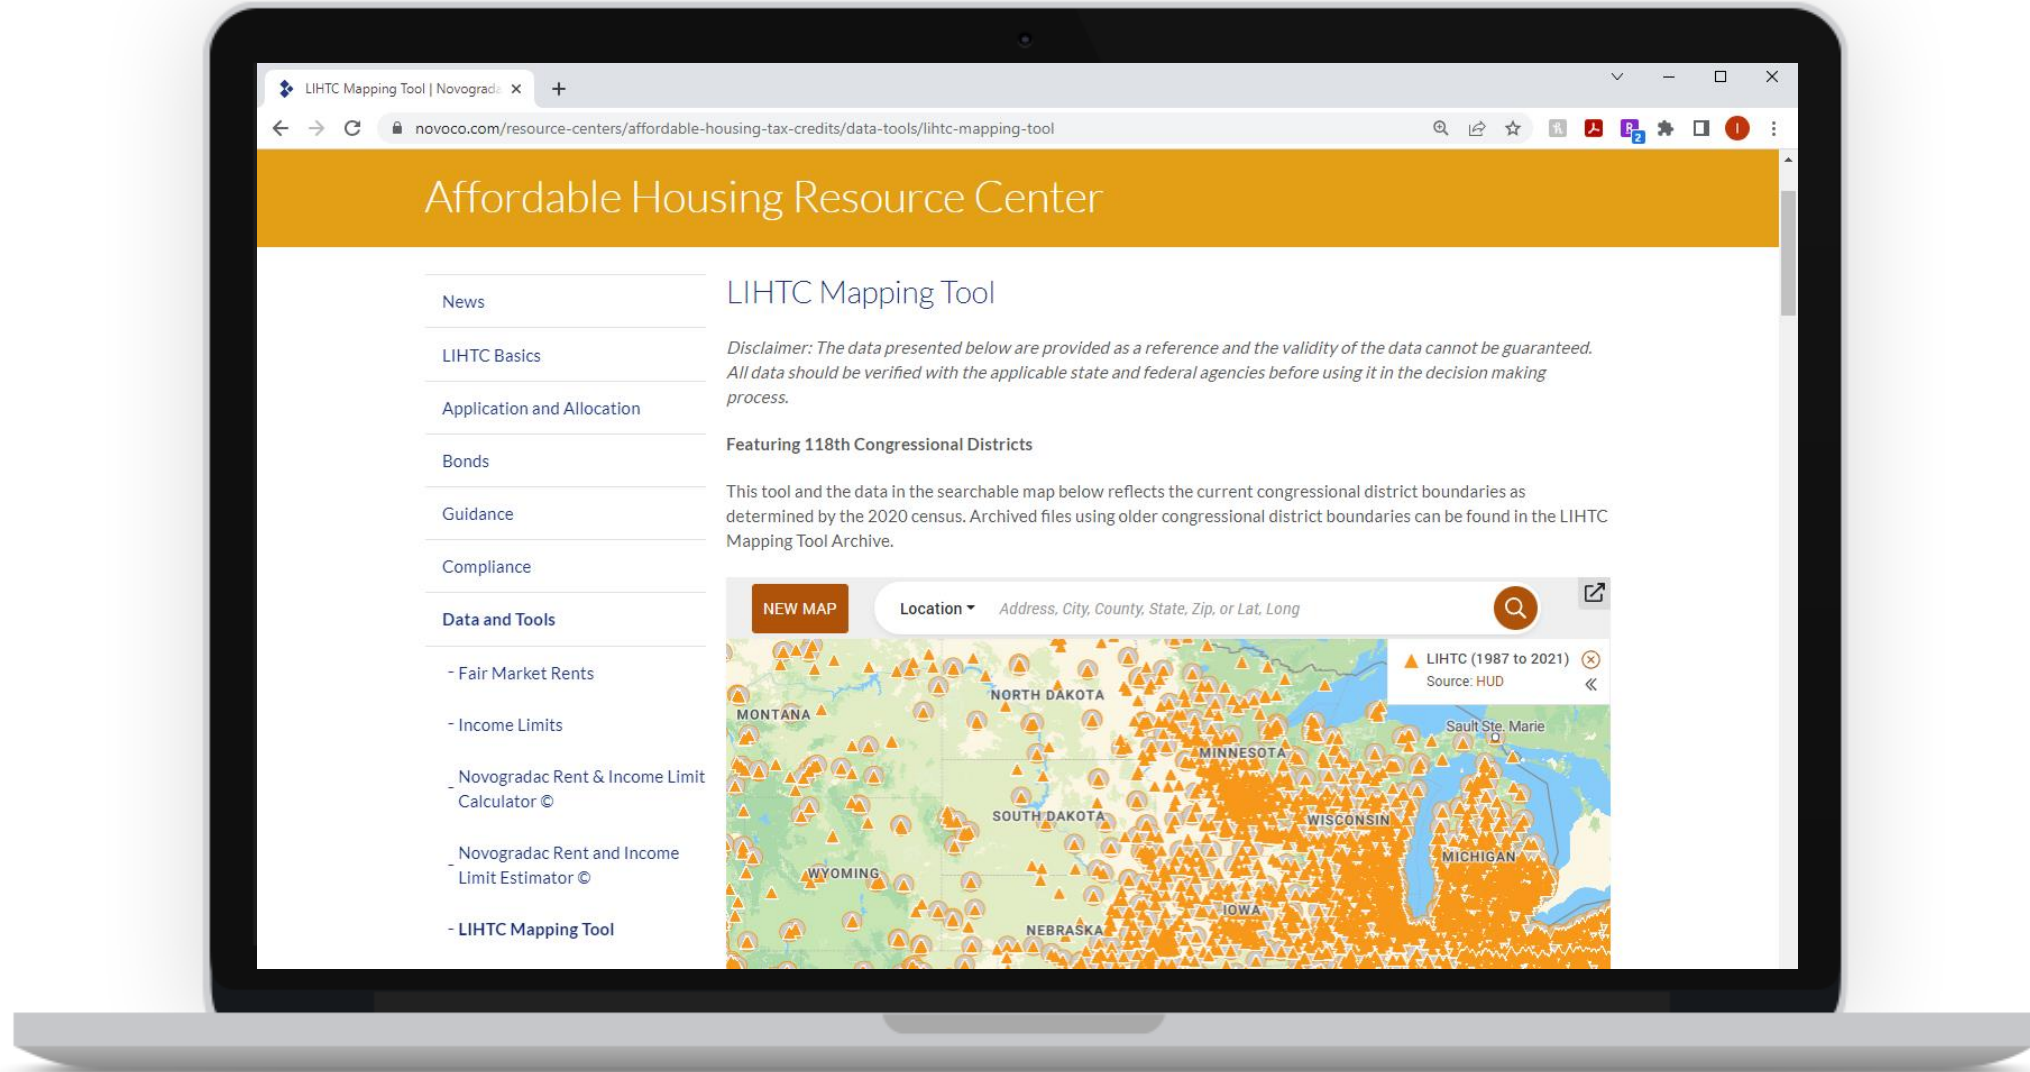 LIHTC Mapping Tool | Novograda
novoco.com/resource-centers/affordable-housing-tax-credits/data-tools/lihtc-mapping-tool
2
I
Affordable Housing Resource Center
News
LIHTC Basics
Application and Allocation
Bonds
Guidance
Compliance
Data and Tools
- Fair Market Rents
- Income Limits
- Novogradac Rent & Income Limit
Calculator ©
- Novogradac Rent and Income
Limit Estimator ©
- LIHTC Mapping Tool
LIHTC Mapping Tool
Disclaimer: The data presented below are provided as a reference and the validity of the data cannot be guaranteed.
All data should be verified with the applicable state and federal agencies before using it in the decision making
process.
Featuring 118th Congressional Districts
This tool and the data in the searchable map below reflects the current congressional district boundaries as
determined by the 2020 census. Archived files using older congressional district boundaries can be found in the LIHTC
Mapping Tool Archive.
NEW MAP
Location
Address, City, County, State, Zip, or Lat, Long
LIHTC (1987 to 2021)
Source: HUD
NORTH DAKOTA
MONTANA
Sault Ste. Marie
MINNESOTA
SOUTH DAKOTA
WISCONSIN
MICHIGAN
WYOMING
IOWA
NEBRASKA